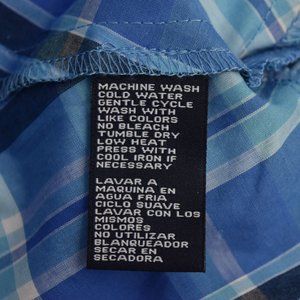 MACHINE WASH
COLD WATER
GENTLE CYCLE
WASH WITH
LIKE COLORS
NO BLEACH
TUMBLE DRY
LOW HEAT
PRESS WITH
COOL IRON IF
NECESSARY
LAVAR A
MAQUINA EN
AGUA FRIA
CICLO SUAVE
LAVAR CON LOS
MISMOS
COLORES
NO UTILIZAR
BLANQUEADOR
SECAR EN
SECADORA